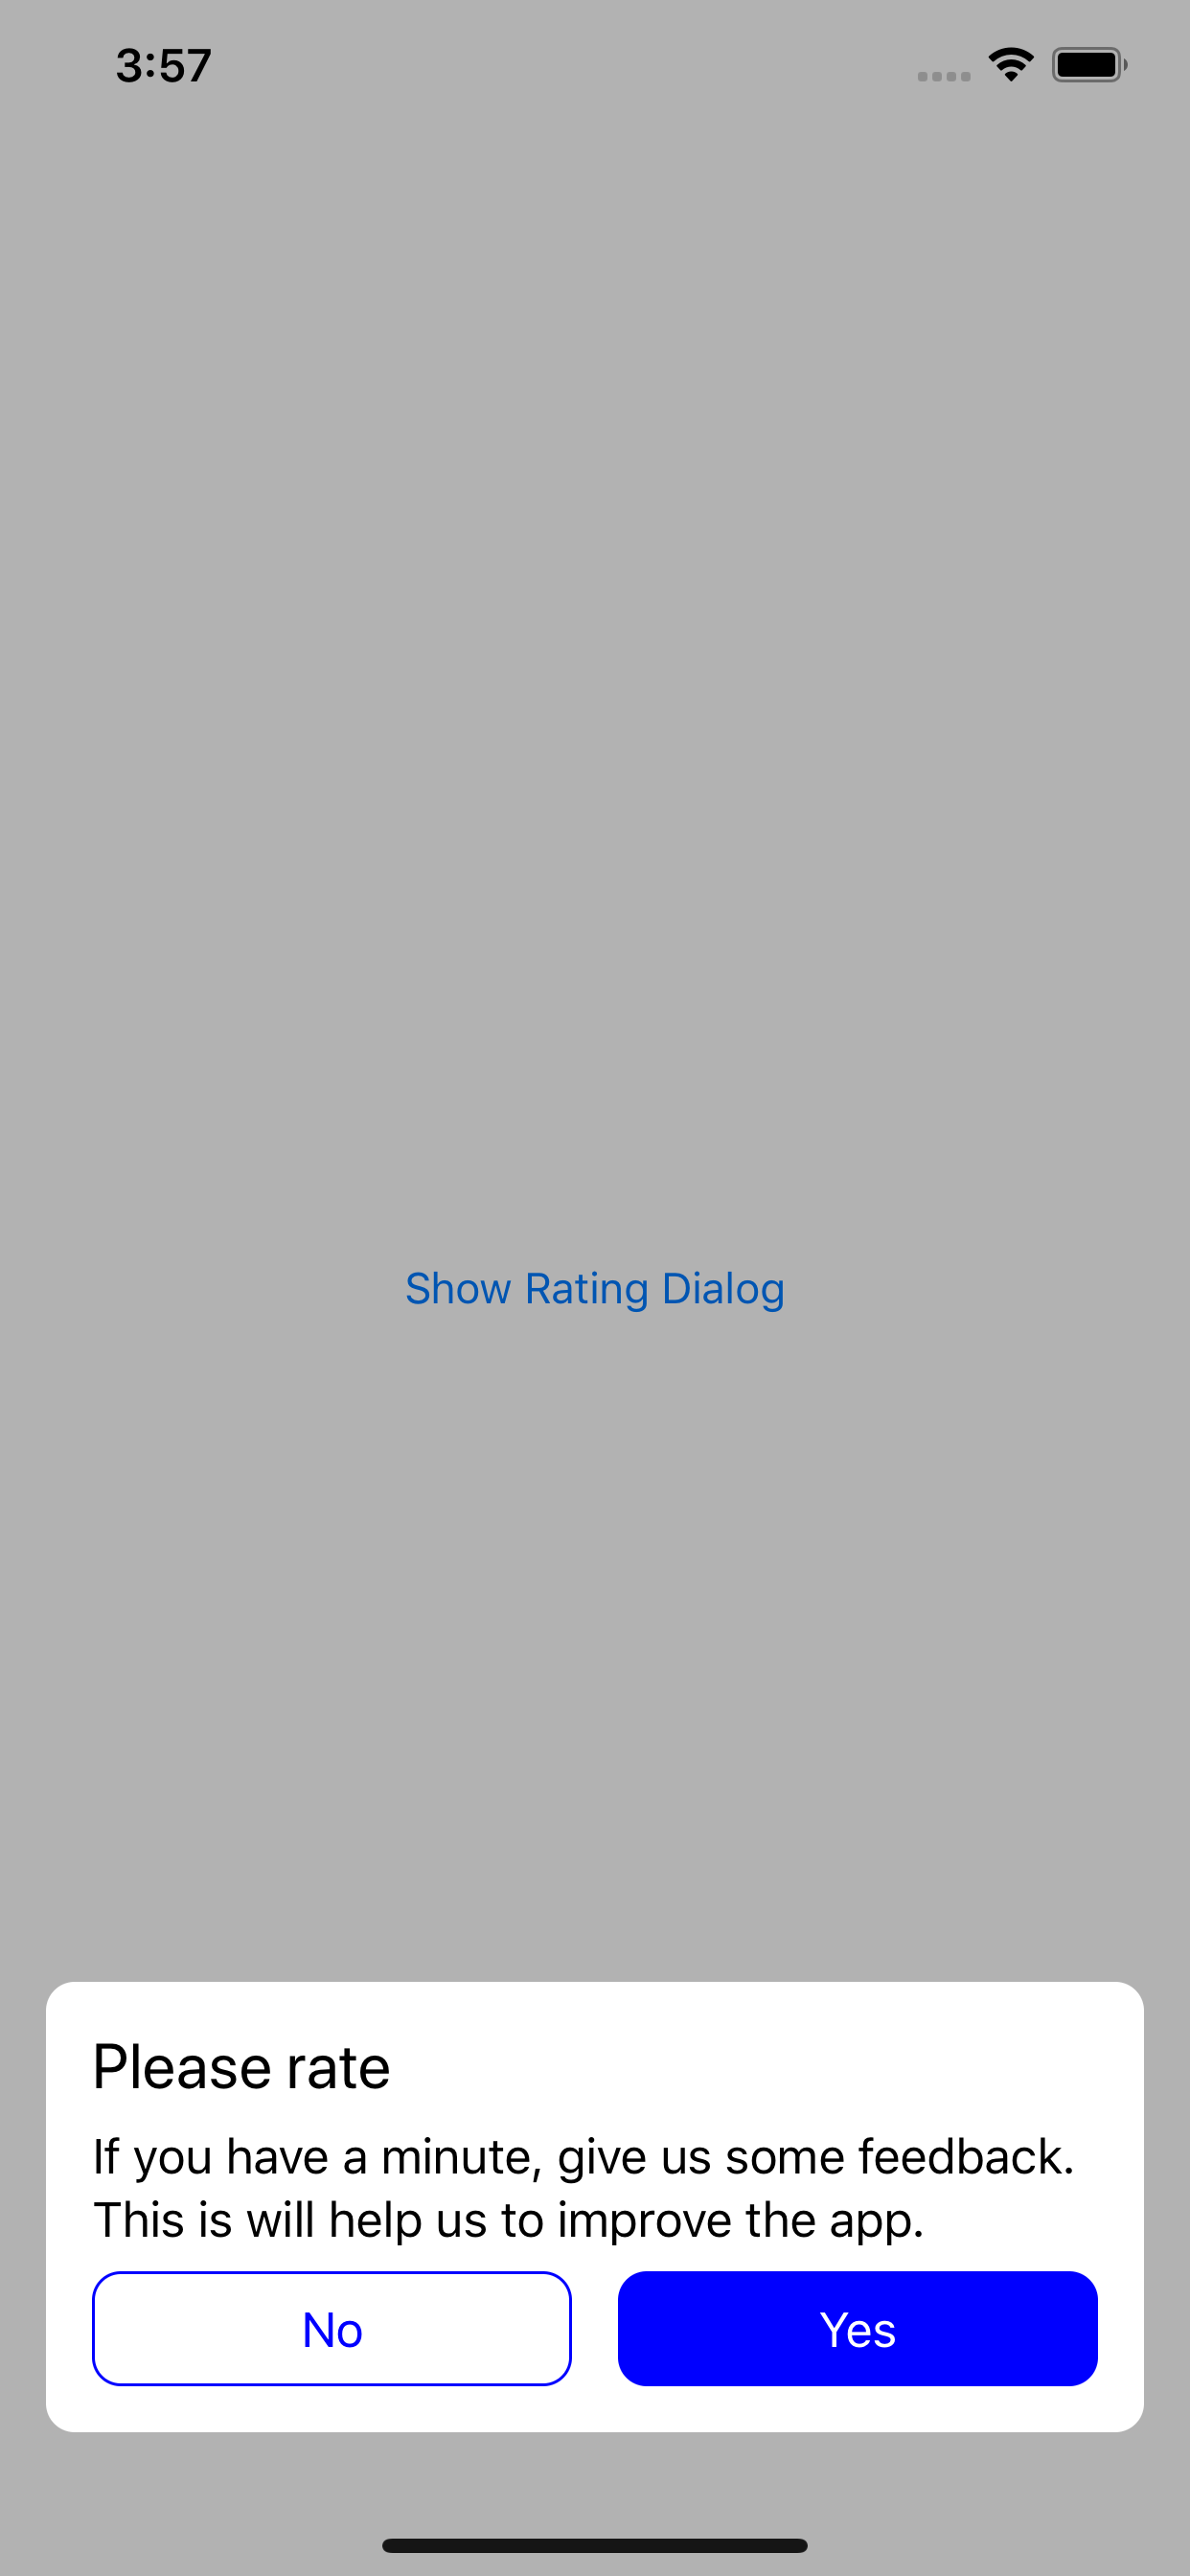 3:57
Show Rating Dialog
Please rate
If you have a minute, give us some feedback.
This is will help us to improve the app.
No
Yes